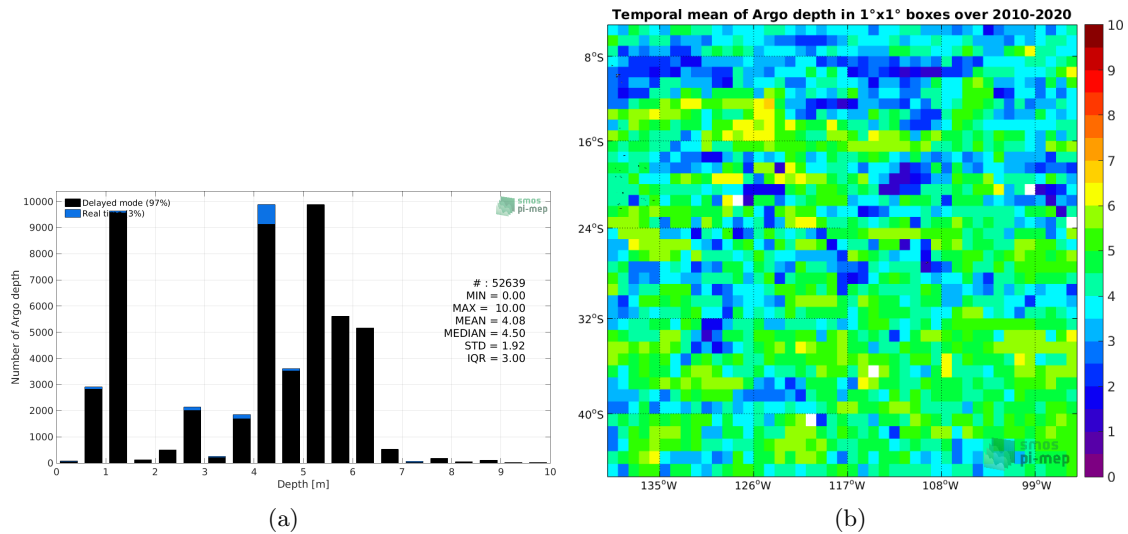 Delayed mode (97%)
Real time (3%)
smos
pi-mep
10000
9000
8000
7000
6000
5000
4000
3000
2000
1000
0
Number of Argo depth
# : 52639
MIN = 0.00
MAX = 10.00
MEAN = 4.08
MEDIAN = 4.50
STD = 1.92
IQR = 3.00
0 1 2 3 4 5 6 7 8 9 10
Depth [m]
(a)
Temporal mean of Argo depth in 1°x1° boxes over 2010-2020
8°S
16°S
24°S
32°S
40°S
135°W 126°W 117°W 108°W 99°W
smos
pi-mep
10
9
8
7
6
5
4
3
2
1
0
(b)